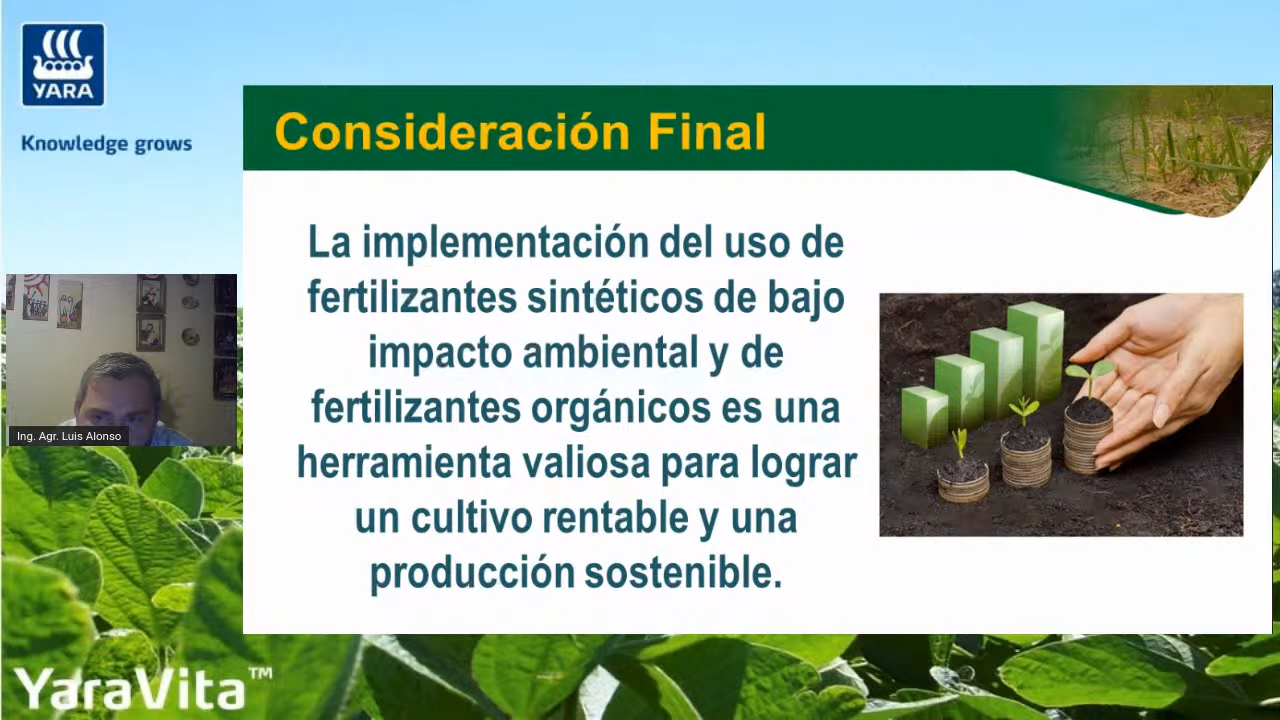 YARA
Knowledge grows
Consideración Final
La implementación del uso de
fertilizantes sintéticos de bajo
impacto ambiental y de
fertilizantes orgánicos es una
herramienta valiosa para lograr
un cultivo rentable y una
producción sostenible.
Ing. Agr. Luis Alonso
YaraVita™